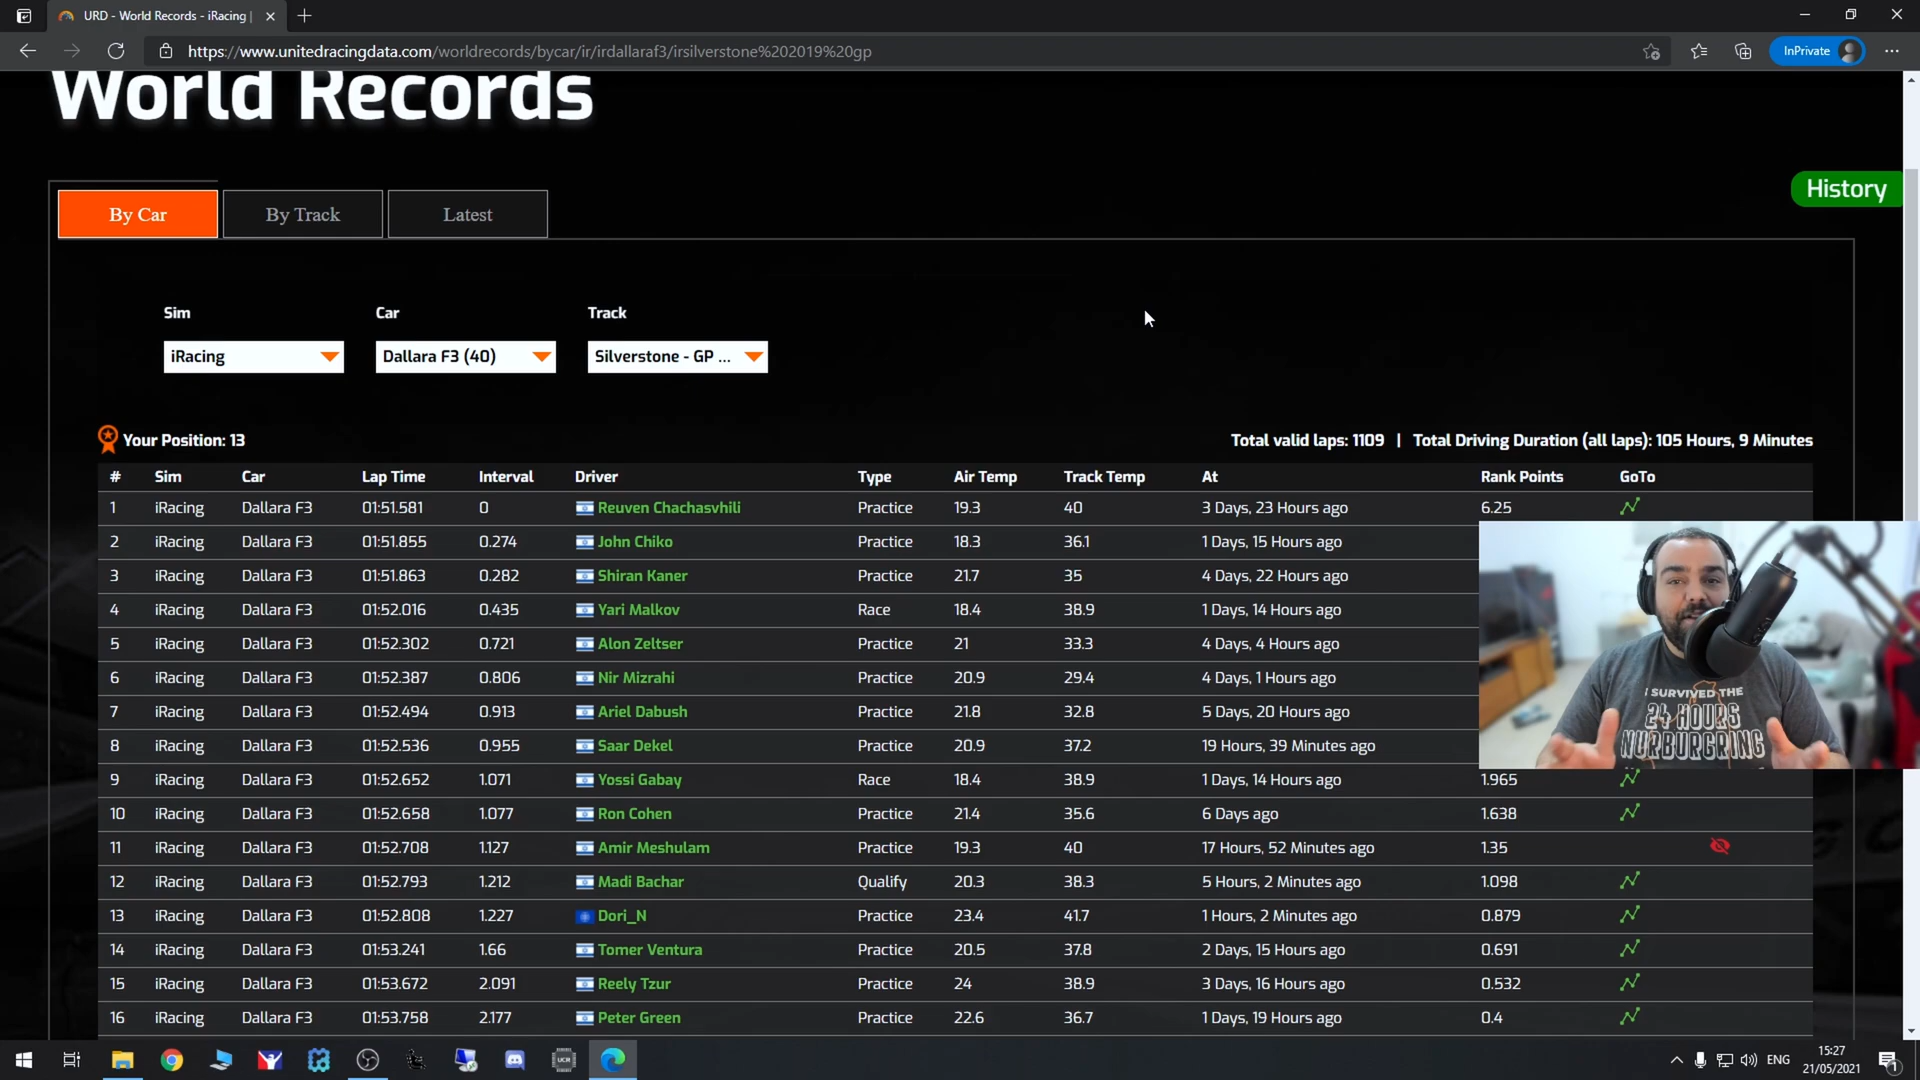 URD - World Records - iRacing |
https://www.unitedracingdata.com/worldrecords/bycar/ir/irdallaraf3/irsilverstone%202019%20gp
InPrivate
World Records
By Car
By Track
Latest
History
Sim
Car
Track
iRacing
Dallara F3 (40)
Silverstone - GP ...
Your Position: 13
Total valid laps: 1109 | Total Driving Duration (all laps): 105 Hours, 9 Minutes
# Sim Car Lap Time Interval Driver Type Air Temp Track Temp At Rank Points GoTo
1 iRacing Dallara F3 01:51.581 0 Reuven Chachasvhili Practice 19.3 40 3 Days, 23 Hours ago 6.25
2 iRacing Dallara F3 01:51.855 0.274 John Chiko Practice 18.3 36.1 1 Days, 15 Hours ago
3 iRacing Dallara F3 01:51.863 0.282 Shiran Kaner Practice 21.7 35 4 Days, 22 Hours ago
4 iRacing Dallara F3 01:52.016 0.435 Yari Malkov Race 18.4 38.9 1 Days, 14 Hours ago
5 iRacing Dallara F3 01:52.302 0.721 Alon Zeltser Practice 21 33.3 4 Days, 4 Hours ago
6 iRacing Dallara F3 01:52.387 0.806 Nir Mizrahi Practice 20.9 29.4 4 Days, 1 Hours ago
7 iRacing Dallara F3 01:52.494 0.913 Ariel Dabush Practice 21.8 32.8 5 Days, 20 Hours ago
8 iRacing Dallara F3 01:52.536 0.955 Saar Dekel Practice 20.9 37.2 19 Hours, 39 Minutes ago
9 iRacing Dallara F3 01:52.652 1.071 Yossi Gabay Race 18.4 38.9 1 Days, 14 Hours ago 1.965
10 iRacing Dallara F3 01:52.658 1.077 Ron Cohen Practice 21.4 35.6 6 Days ago 1.638
11 iRacing Dallara F3 01:52.708 1.127 Amir Meshulam Practice 19.3 40 17 Hours, 52 Minutes ago 1.35
12 iRacing Dallara F3 01:52.793 1.212 Madi Bachar Qualify 20.3 38.3 5 Hours, 2 Minutes ago 1.098
13 iRacing Dallara F3 01:52.808 1.227 Dori_N Practice 23.4 41.7 1 Hours, 2 Minutes ago 0.879
14 iRacing Dallara F3 01:53.241 1.66 Tomer Ventura Practice 20.5 37.8 2 Days, 15 Hours ago 0.691
15 iRacing Dallara F3 01:53.672 2.091 Reely Tzur Practice 24 38.9 3 Days, 16 Hours ago 0.532
16 iRacing Dallara F3 01:53.758 2.177 Peter Green Practice 22.6 36.7 1 Days, 19 Hours ago 0.4
I SURVIVED THE
24 HOURS
NURBURGRING
UCR
ENG
15:27
21/05/2021
1